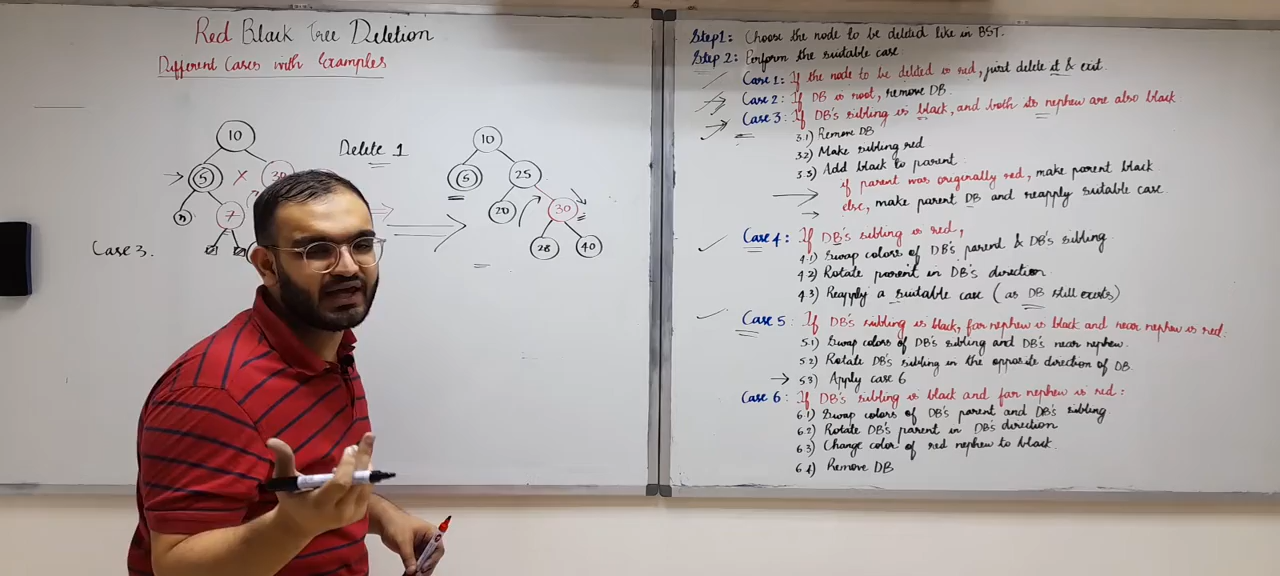 Red Black Tree Deletion
Different Cases with Examples
10
Delete 1
10
5
X
30
5
25
7
20
30
Case 3.
28
40
Step 1: Choose the node to be deleted like in BST.
Step 2: Perform the suitable case.
Case 1: If the node to be deleted is red, just delete it & exit.
Case 2: If DB is root, remove DB.
Case 3: If DB's sibling is black, and both its nephew are also black
3.1) Remove DB
3.2) Make sibling red
3.3) Add black to parent.
if parent was originally red, make parent black
else, make parent DB and reapply suitable case.
Case 4: If DB's sibling is red,
4.1) Swap colors of DB's parent & DB's sibling
4.2) Rotate parent in DB's direction
4.3) Reapply a suitable case (as DB still exists)
Case 5: If DB's sibling is black, far nephew is black and near nephew is red.
5.1) Swap colors of DB's sibling and DB's near nephew.
5.2) Rotate DB's sibling in the opposite direction of DB.
5.3) Apply case 6
Case 6: If DB's sibling is black and far nephew is red:
6.1) Swap colors of DB's parent and DB's sibling
6.2) Rotate DB's parent in DB's direction
6.3) Change color of red nephew to black.
6.4) Remove DB